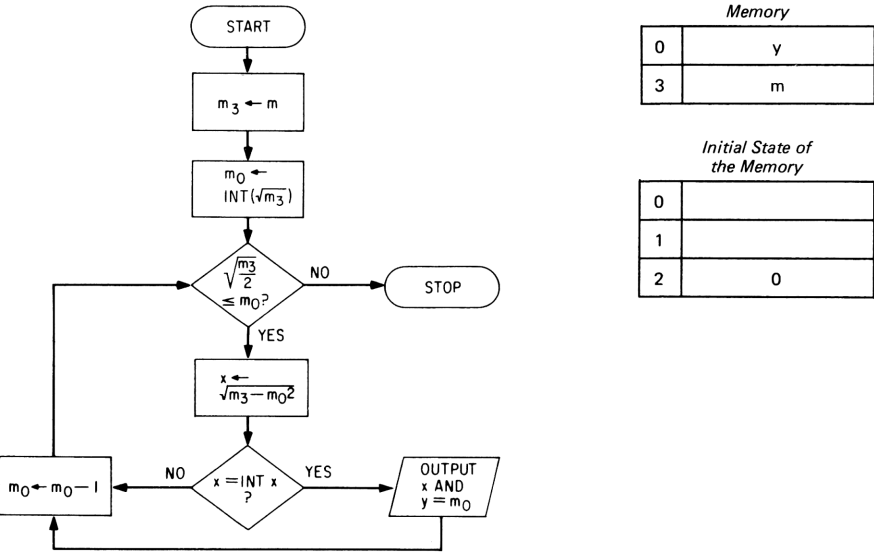 START
m₃ ← m
m₀ ←
INT(√m₃)
√(m₃/2)
≤ m₀?
NO
STOP
YES
x ←
√(m₃ − m₀²)
x = INT x
?
NO
YES
m₀ ← m₀ − 1
OUTPUT
x AND
y = m₀
Memory
0 y
3 m
Initial State of
the Memory
0
1
2 0